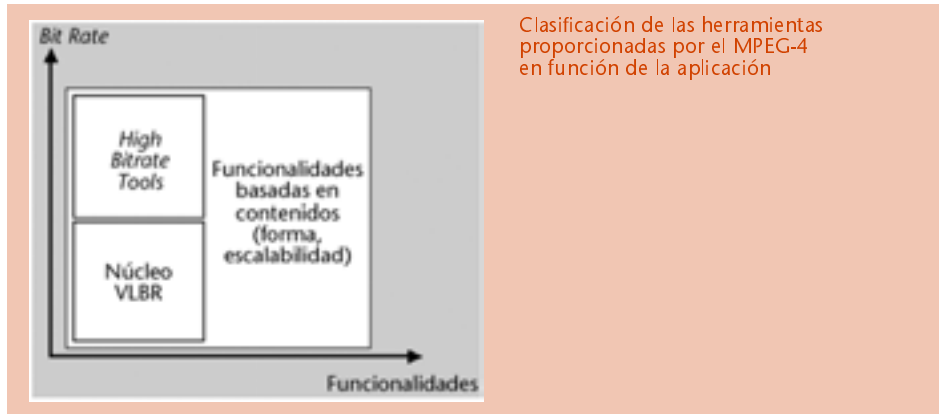 Bit Rate
High
Bitrate
Tools
Núcleo
VLBR
Funcionalidades
basadas en
contenidos
(forma,
escalabilidad)
Funcionalidades
Clasificación de las herramientas
proporcionadas por el MPEG-4
en función de la aplicación